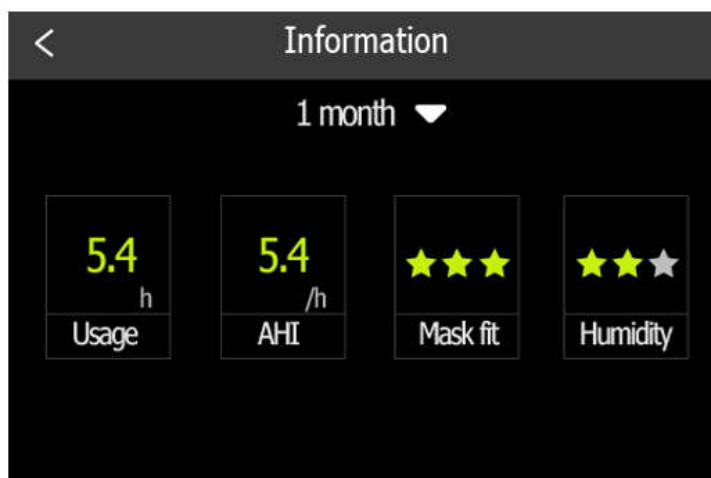 Information
1 month
5.4 h
5.4 /h
Usage
AHI
Mask fit
Humidity